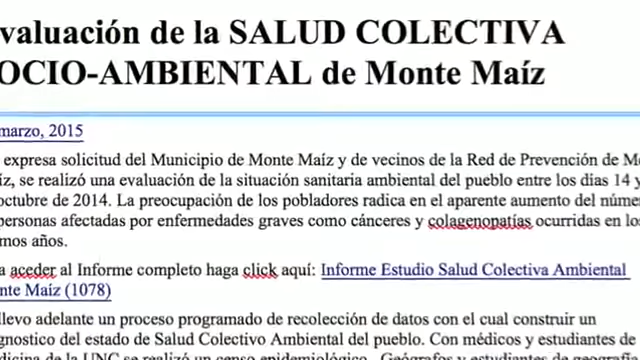 valuación de la SALUD COLECTIVA
OCIO-AMBIENTAL de Monte Maíz
marzo, 2015
expresa solicitud del Municipio de Monte Maíz y de vecinos de la Red de Prevención de M
íz, se realizó una evaluación de la situación sanitaria ambiental del pueblo entre los días 14 y
octubre de 2014. La preocupación de los pobladores radica en el aparente aumento del núme
personas afectadas por enfermedades graves como cánceres y colagenopatías ocurridas en los
mos años.
a aceder al Informe completo haga click aquí: Informe Estudio Salud Colectiva Ambiental
nte Maíz (1078)
llevo adelante un proceso programado de recolección de datos con el cual construir un
gnostico del estado de Salud Colectivo Ambiental del pueblo. Con médicos y estudiantes de
dicina de la UNC se realizó un censo epidemiológico. Geógrafos y estudiantes de geografía